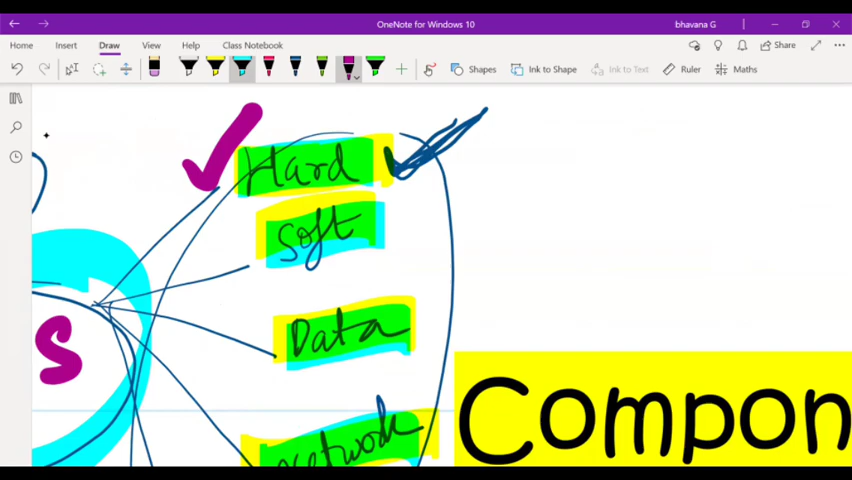 OneNote for Windows 10
bhavana G
Home Insert Draw View Help Class Notebook
Share
Shapes Ink to Shape Ink to Text Ruler Maths
Hard
Soft
Data
network
S
Compon